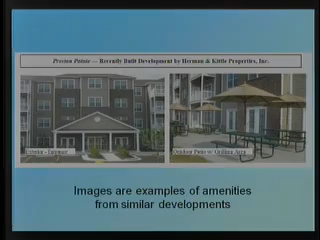 Preston Pointe — Recently Built Development by Herman & Kittle Properties, Inc.
Exterior - Entrance
Outdoor Patio w/ Grilling Area
Images are examples of amenities
from similar developments